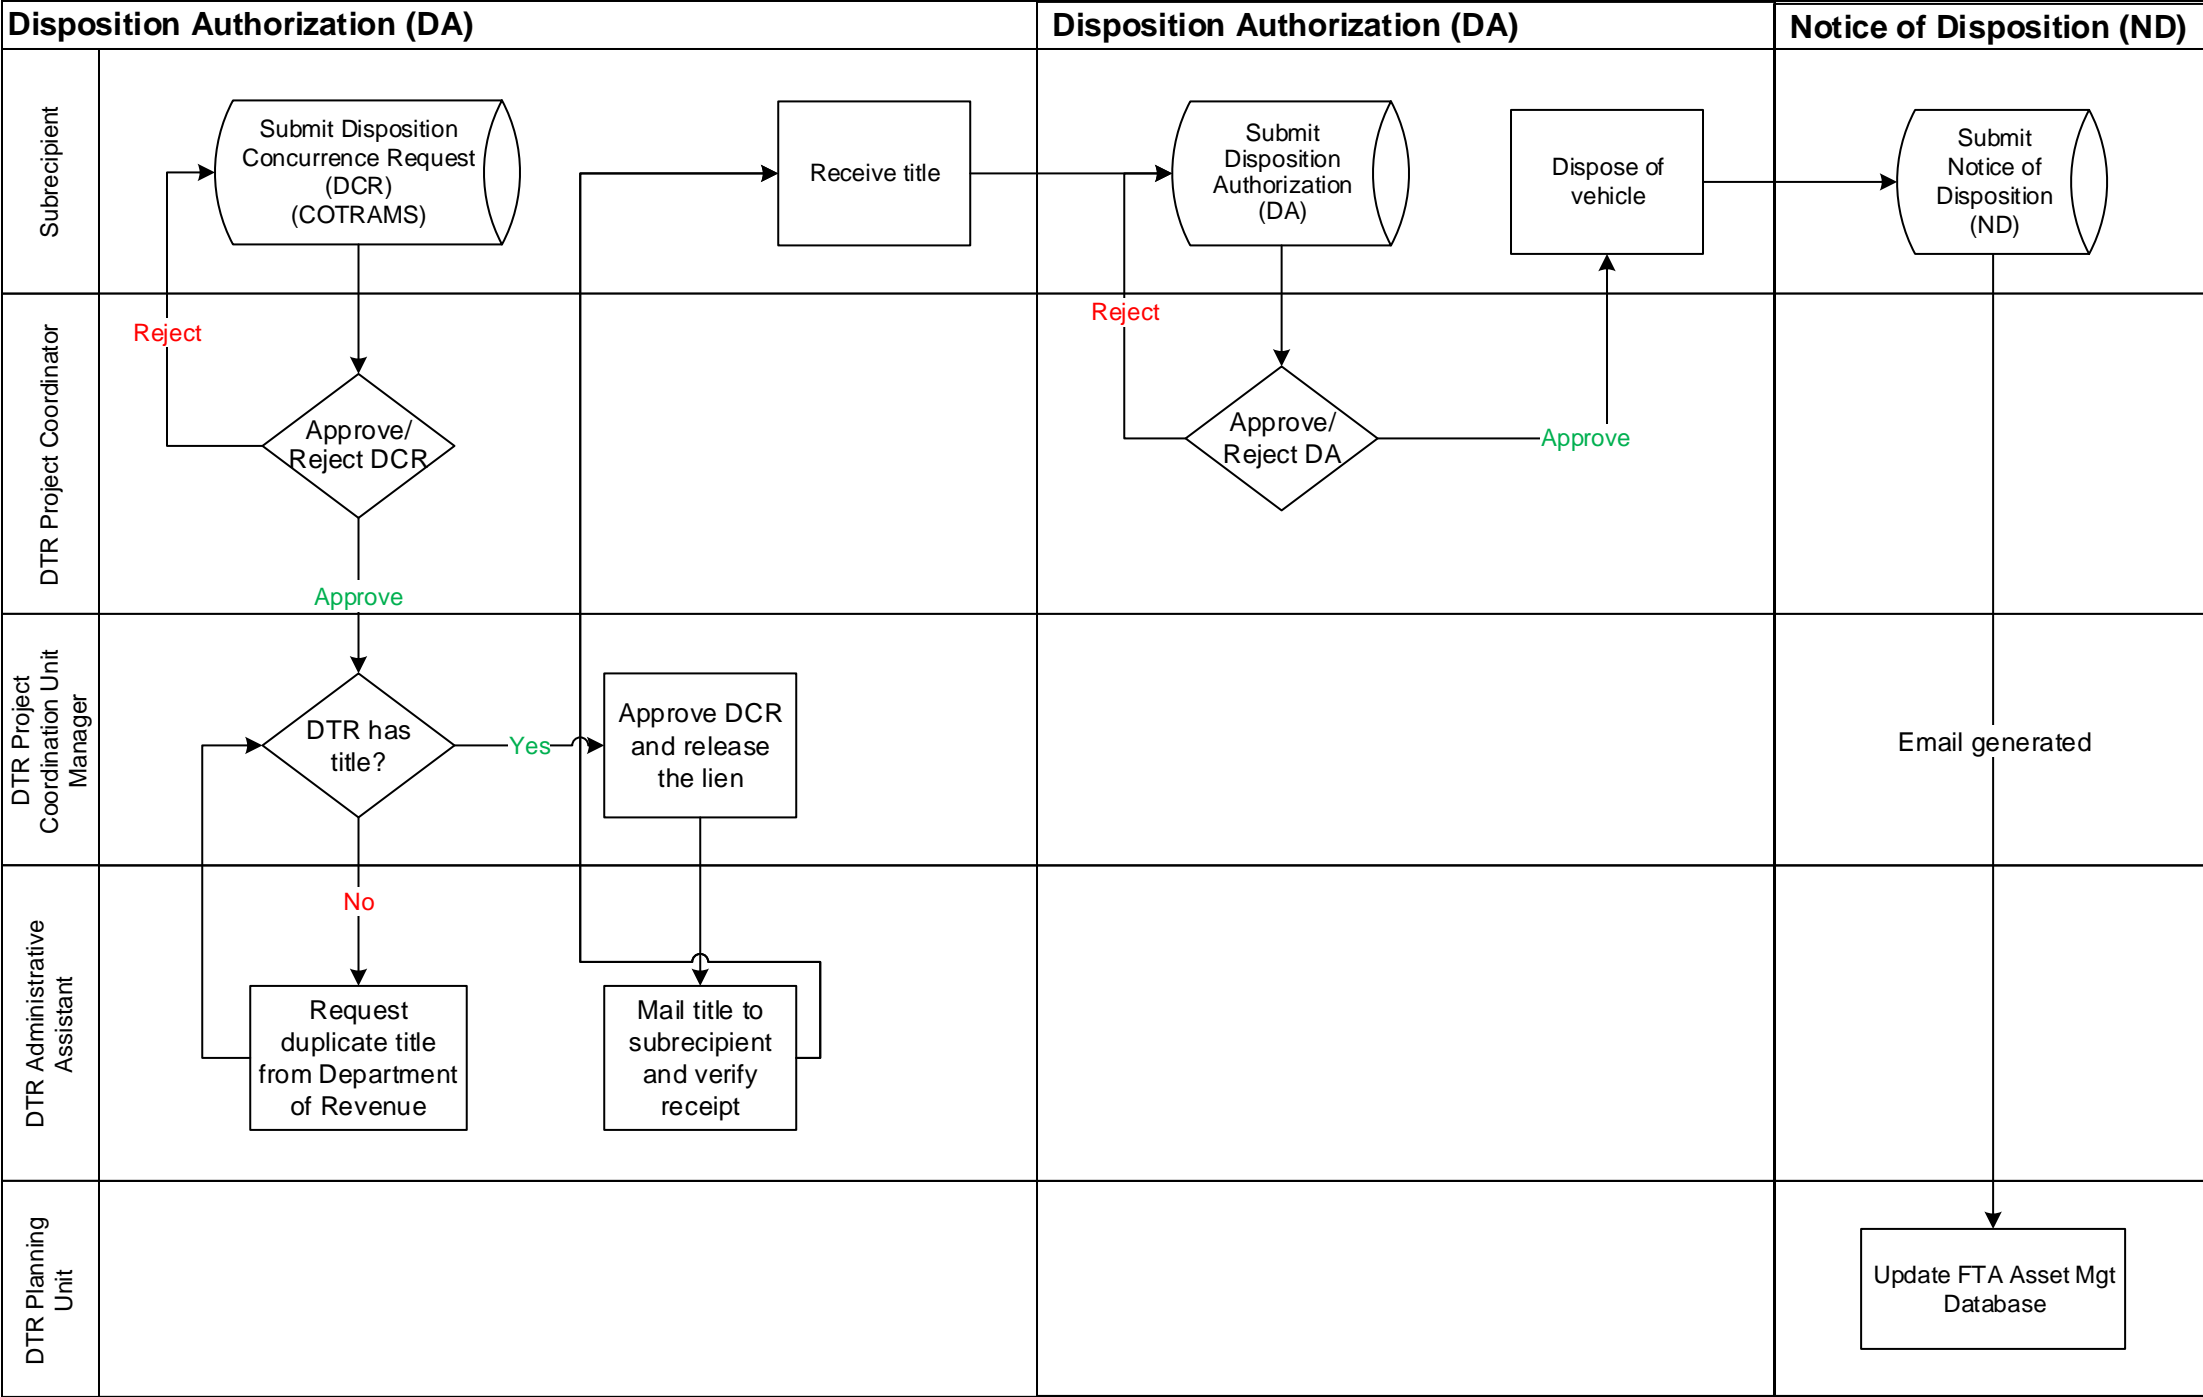 Disposition Authorization (DA)
Disposition Authorization (DA)
Notice of Disposition (ND)
Subrecipient
Submit Disposition
Concurrence Request
(DCR)
(COTRAMS)
Receive title
Submit
Disposition
Authorization
(DA)
Dispose of
vehicle
Submit
Notice of
Disposition
(ND)
DTR Project Coordinator
Reject
Approve/
Reject DCR
Approve
Reject
Approve/
Reject DA
Approve
DTR Project
Coordination Unit
Manager
DTR has
title?
Yes
Approve DCR
and release
the lien
Email generated
DTR Administrative
Assistant
No
Request
duplicate title
from Department
of Revenue
Mail title to
subrecipient
and verify
receipt
DTR Planning
Unit
Update FTA Asset Mgt
Database